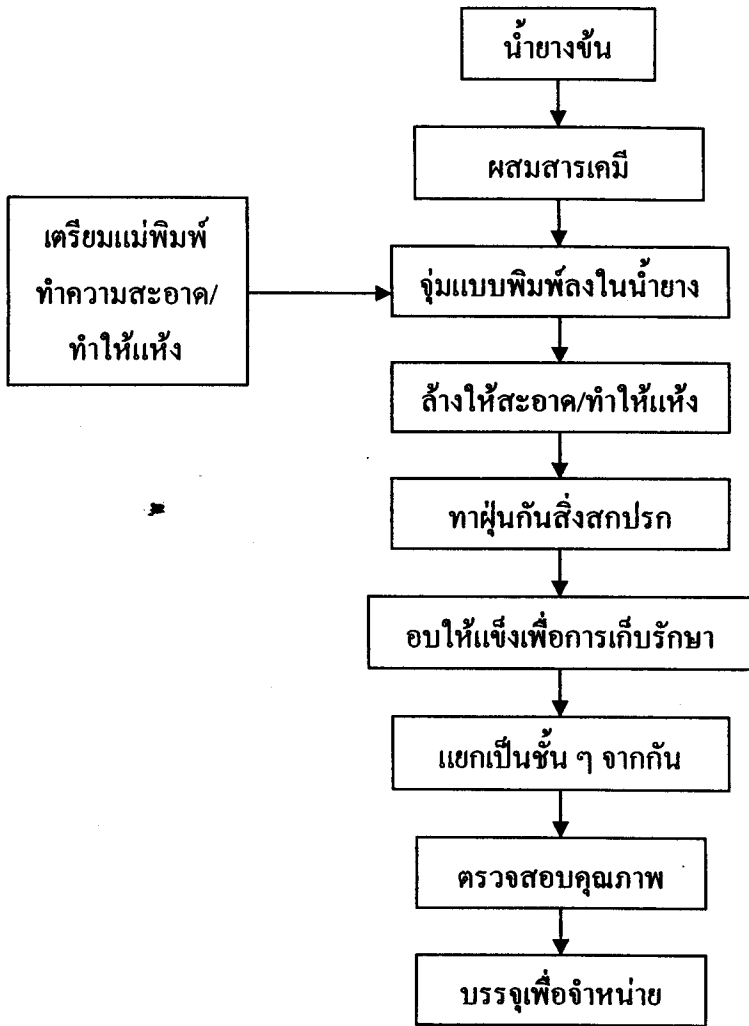 น้ำยางข้น
ผสมสารเคมี
เตรียมแม่พิมพ์
ทำความสะอาด/
ทำให้แห้ง
จุ่มแบบพิมพ์ลงในน้ำยาง
ล้างให้สะอาด/ทำให้แห้ง
ทาฝุ่นกันสิ่งสกปรก
อบให้แข็งเพื่อการเก็บรักษา
แยกเป็นชั้น ๆ จากกัน
ตรวจสอบคุณภาพ
บรรจุเพื่อจำหน่าย